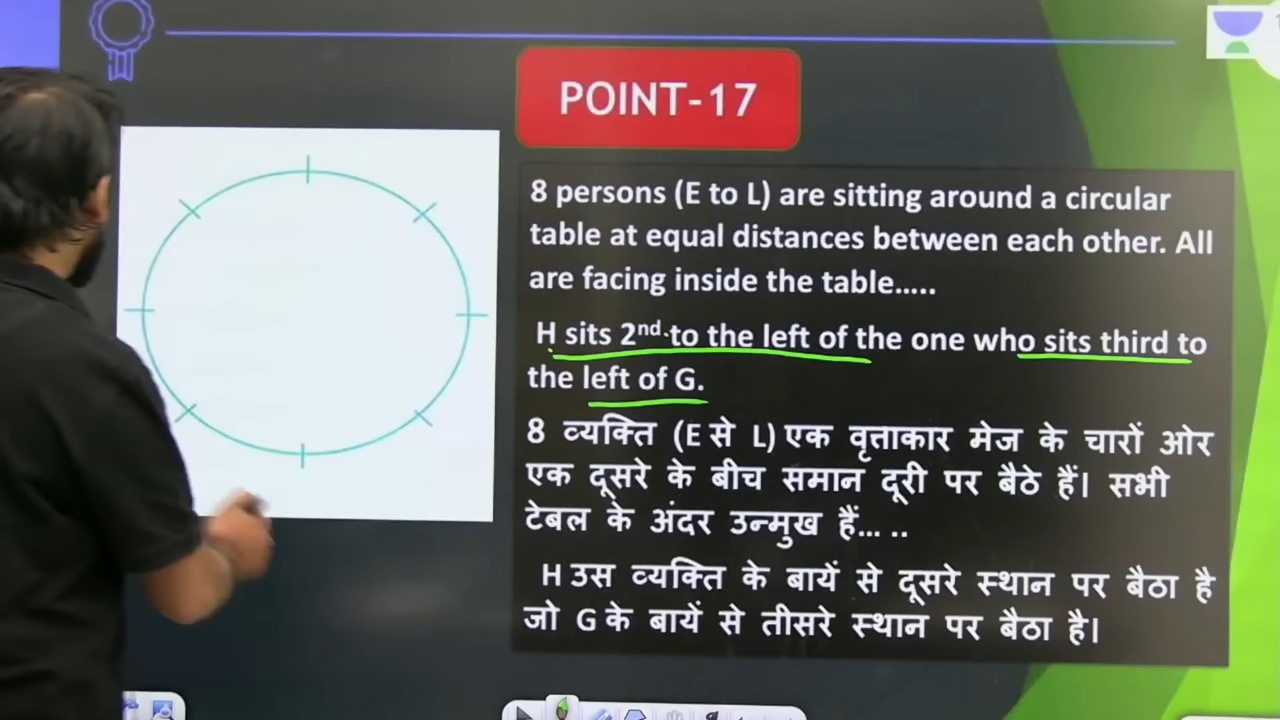 POINT-17
8 persons (E to L) are sitting around a circular
table at equal distances between each other. All
are facing inside the table.....
H sits 2nd to the left of the one who sits third to
the left of G.
8 व्यक्ति (E से L) एक वृत्ताकार मेज के चारों ओर
एक दूसरे के बीच समान दूरी पर बैठे हैं। सभी
टेबल के अंदर उन्मुख हैं... ..
H उस व्यक्ति के बायें से दूसरे स्थान पर बैठा है
जो G के बायें से तीसरे स्थान पर बैठा है।